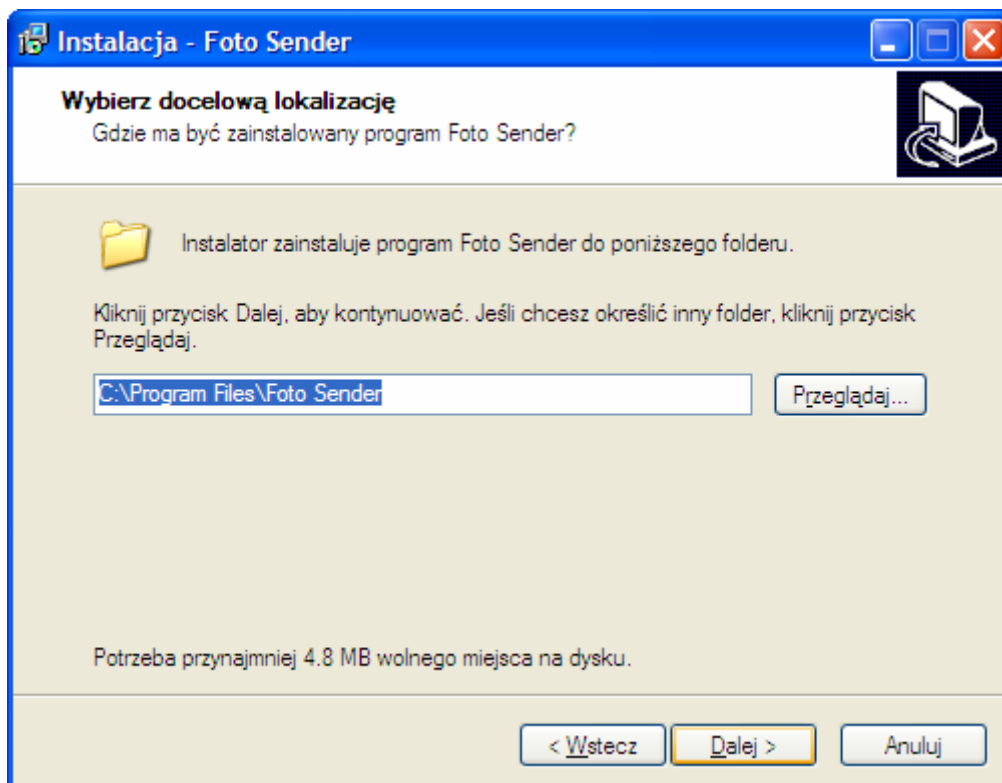 Instalacja - Foto Sender
Wybierz docelową lokalizację
Gdzie ma być zainstalowany program Foto Sender?
Instalator zainstaluje program Foto Sender do poniższego folderu.
Kliknij przycisk Dalej, aby kontynuować. Jeśli chcesz określić inny folder, kliknij przycisk
Przeglądaj.
C:\Program Files\Foto Sender
Przeglądaj...
Potrzeba przynajmniej 4.8 MB wolnego miejsca na dysku.
< Wstecz
Dalej >
Anuluj